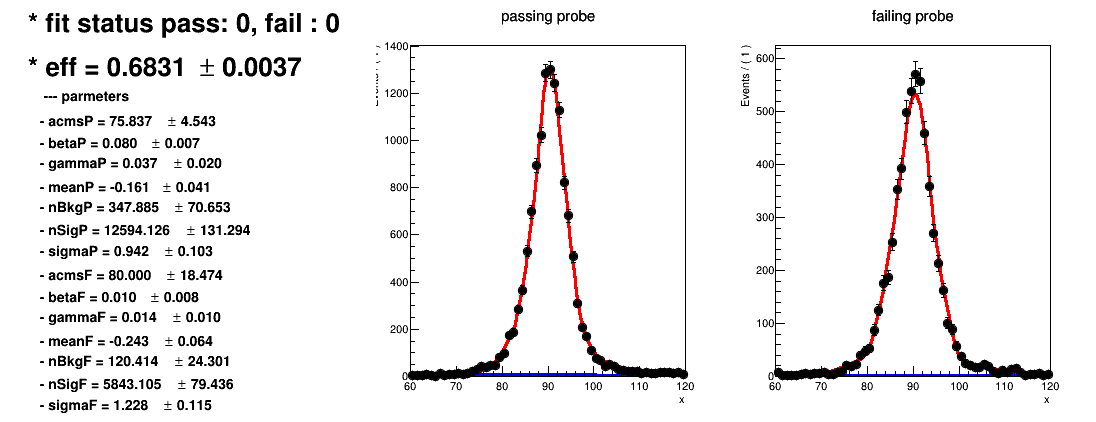 * fit status pass: 0, fail : 0
* eff = 0.6831 ± 0.0037
--- parmeters
- acmsP = 75.837 ± 4.543
- betaP = 0.080 ± 0.007
- gammaP = 0.037 ± 0.020
- meanP = -0.161 ± 0.041
- nBkgP = 347.885 ± 70.653
- nSigP = 12594.126 ± 131.294
- sigmaP = 0.942 ± 0.103
- acmsF = 80.000 ± 18.474
- betaF = 0.010 ± 0.008
- gammaF = 0.014 ± 0.010
- meanF = -0.243 ± 0.064
- nBkgF = 120.414 ± 24.301
- nSigF = 5843.105 ± 79.436
- sigmaF = 1.228 ± 0.115
passing probe
1400
1200
1000
800
600
400
200
0
60 70 80 90 100 110 120
x
failing probe
Events / ( 1 )
600
500
400
300
200
100
0
60 70 80 90 100 110 120
x